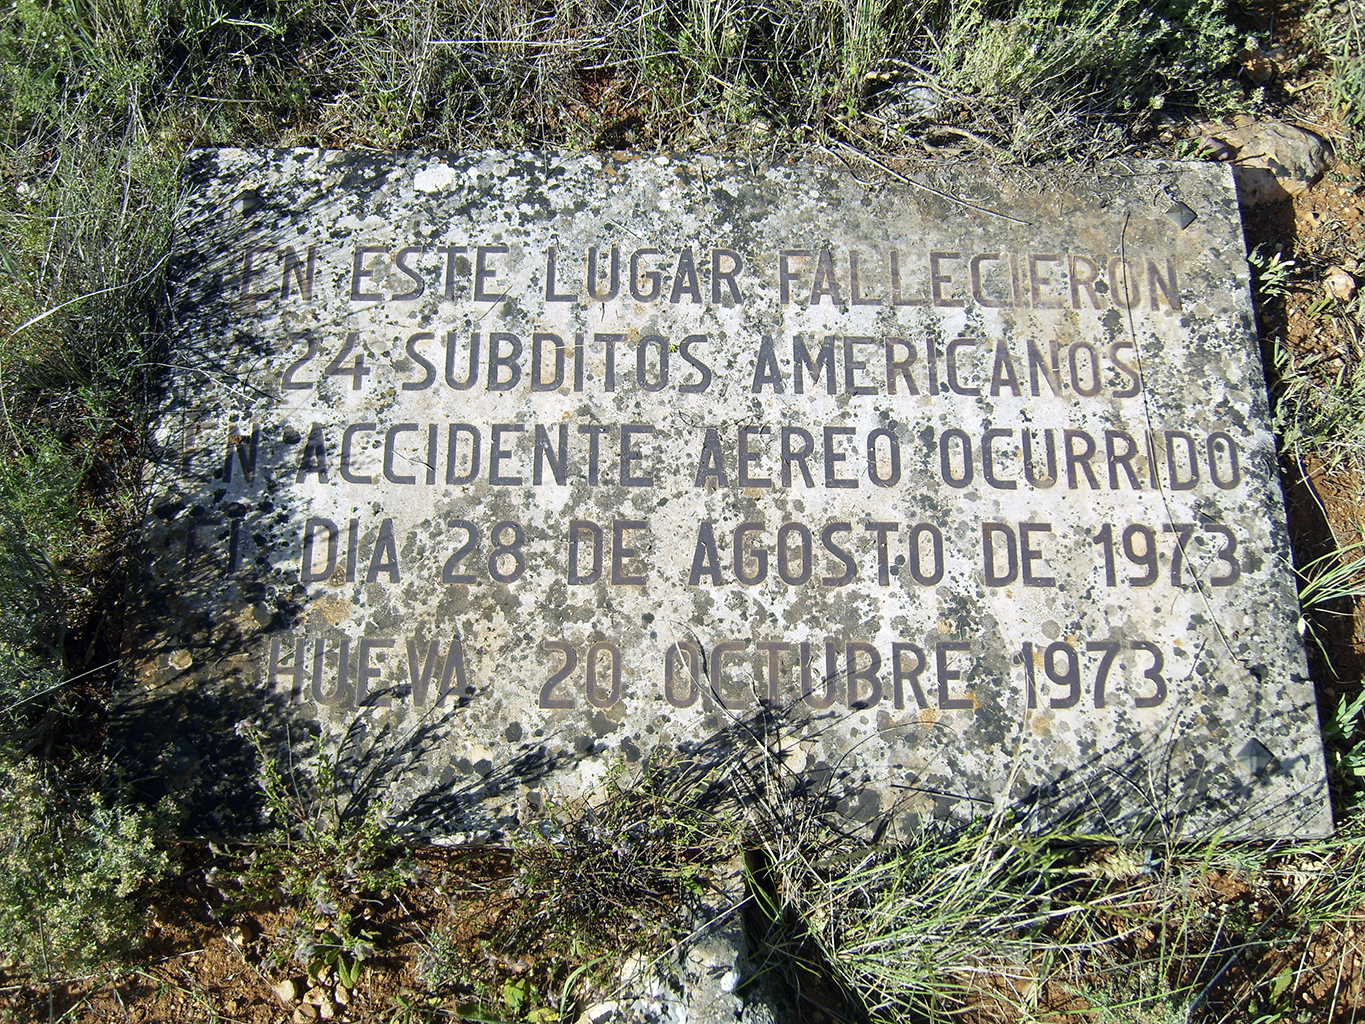 EN ESTE LUGAR FALLECIERON
24 SUBDITOS AMERICANOS
EN ACCIDENTE AEREO OCURRIDO
EL DIA 28 DE AGOSTO DE 1973
HUEVA 20 OCTUBRE 1973